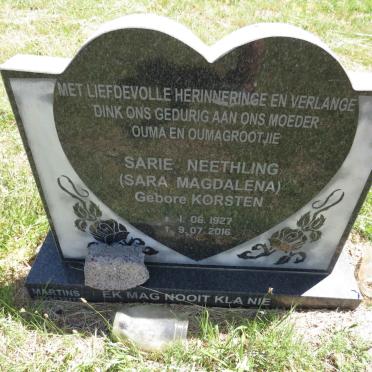 MET LIEFDEVOLLE HERINNERINGE EN VERLANGE
DINK ONS GEDURIG AAN ONS MOEDER
OUMA EN OUMAGROOTJIE
SARIE NEETHLING
(SARA MAGDALENA)
Gebore KORSTEN
* 1. 06. 1927
† 9. 07. 2016
MARTINS
EK MAG NOOIT KLA NIE